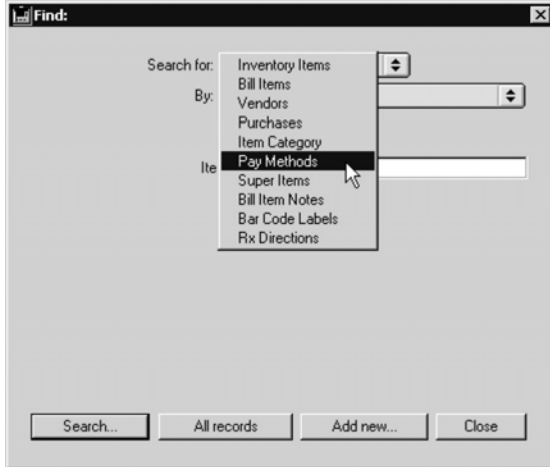 Find:
Search for:
Inventory Items
Bill Items
By:
Vendors
Purchases
Item Category
Ite
Pay Methods
Super Items
Bill Item Notes
Bar Code Labels
Rx Directions
Search...
All records
Add new...
Close